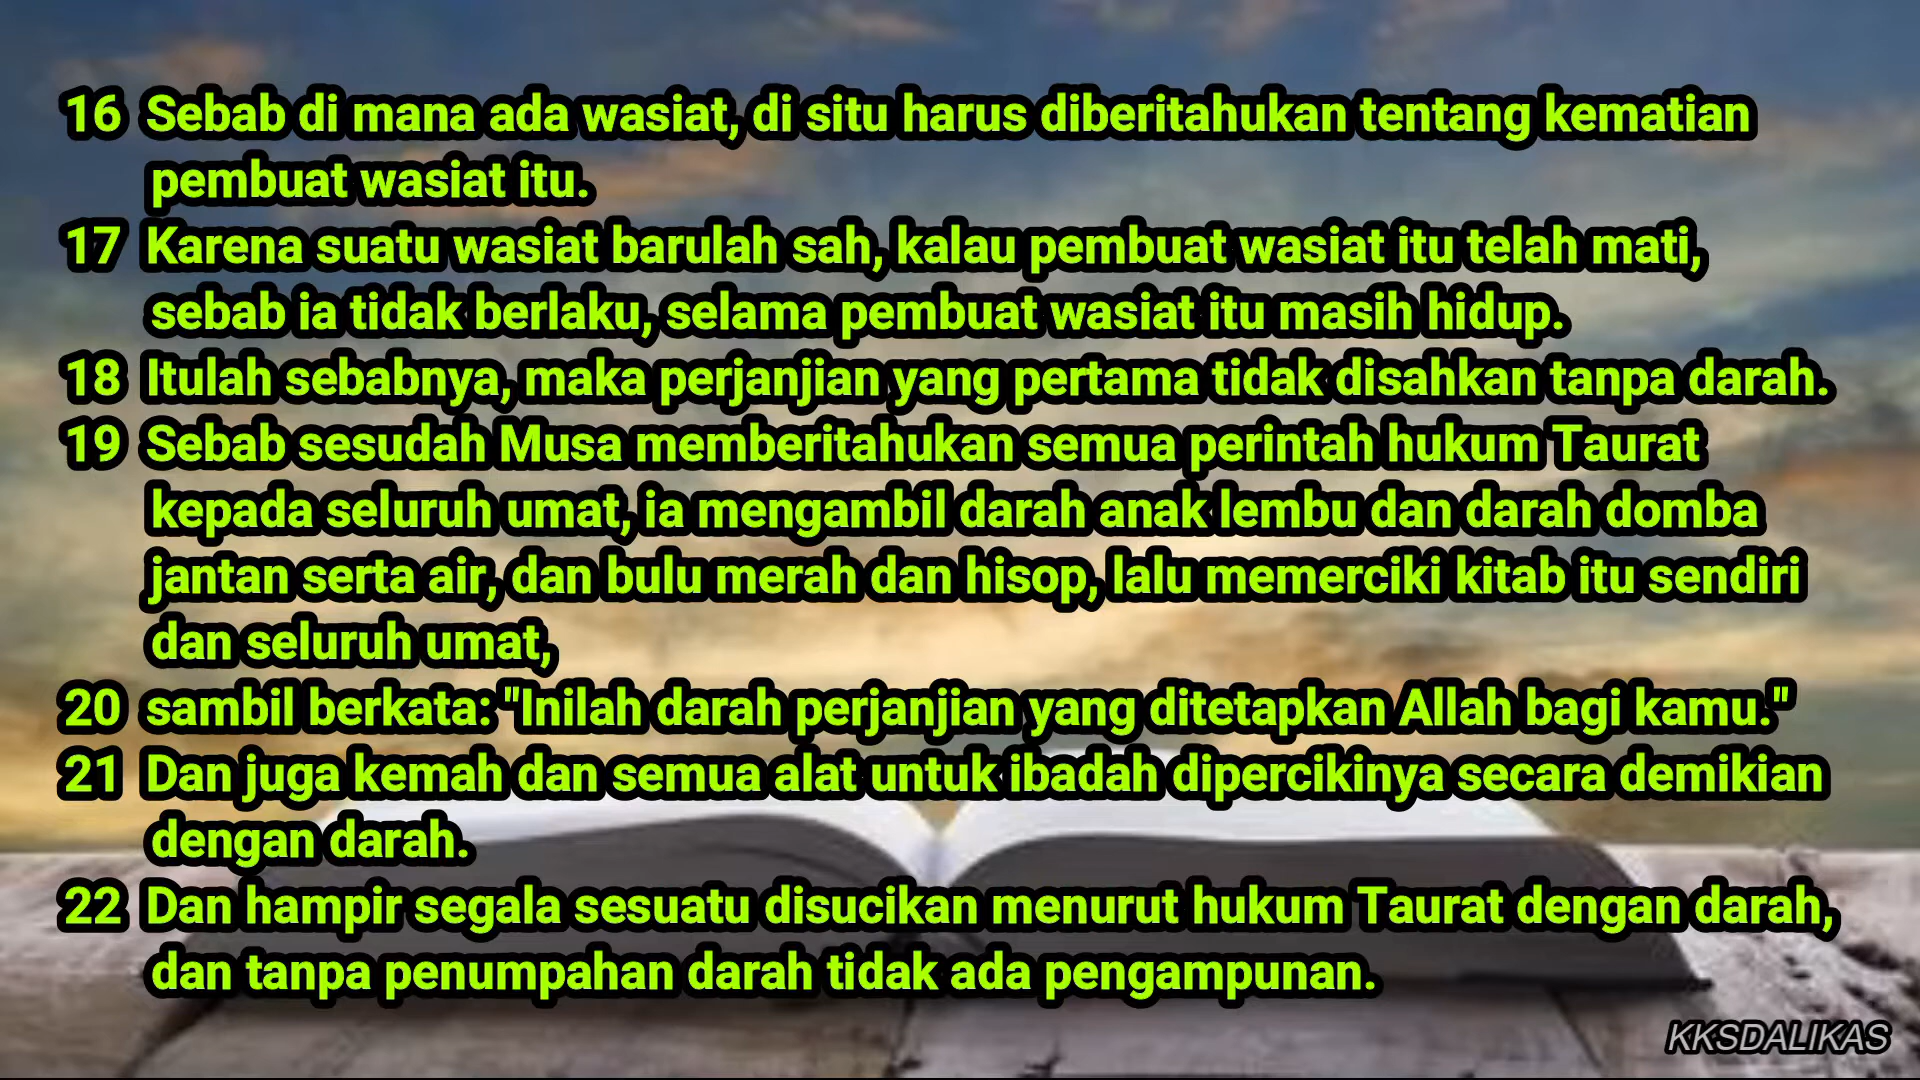 16 Sebab di mana ada wasiat, di situ harus diberitahukan tentang kematian
pembuat wasiat itu.
17 Karena suatu wasiat barulah sah, kalau pembuat wasiat itu telah mati,
sebab ia tidak berlaku, selama pembuat wasiat itu masih hidup.
18 Itulah sebabnya, maka perjanjian yang pertama tidak disahkan tanpa darah.
19 Sebab sesudah Musa memberitahukan semua perintah hukum Taurat
kepada seluruh umat, ia mengambil darah anak lembu dan darah domba
jantan serta air, dan bulu merah dan hisop, lalu memerciki kitab itu sendiri
dan seluruh umat,
20 sambil berkata: "Inilah darah perjanjian yang ditetapkan Allah bagi kamu."
21 Dan juga kemah dan semua alat untuk ibadah dipercikinya secara demikian
dengan darah.
22 Dan hampir segala sesuatu disucikan menurut hukum Taurat dengan darah,
dan tanpa penumpahan darah tidak ada pengampunan.
KKSDALIKAS